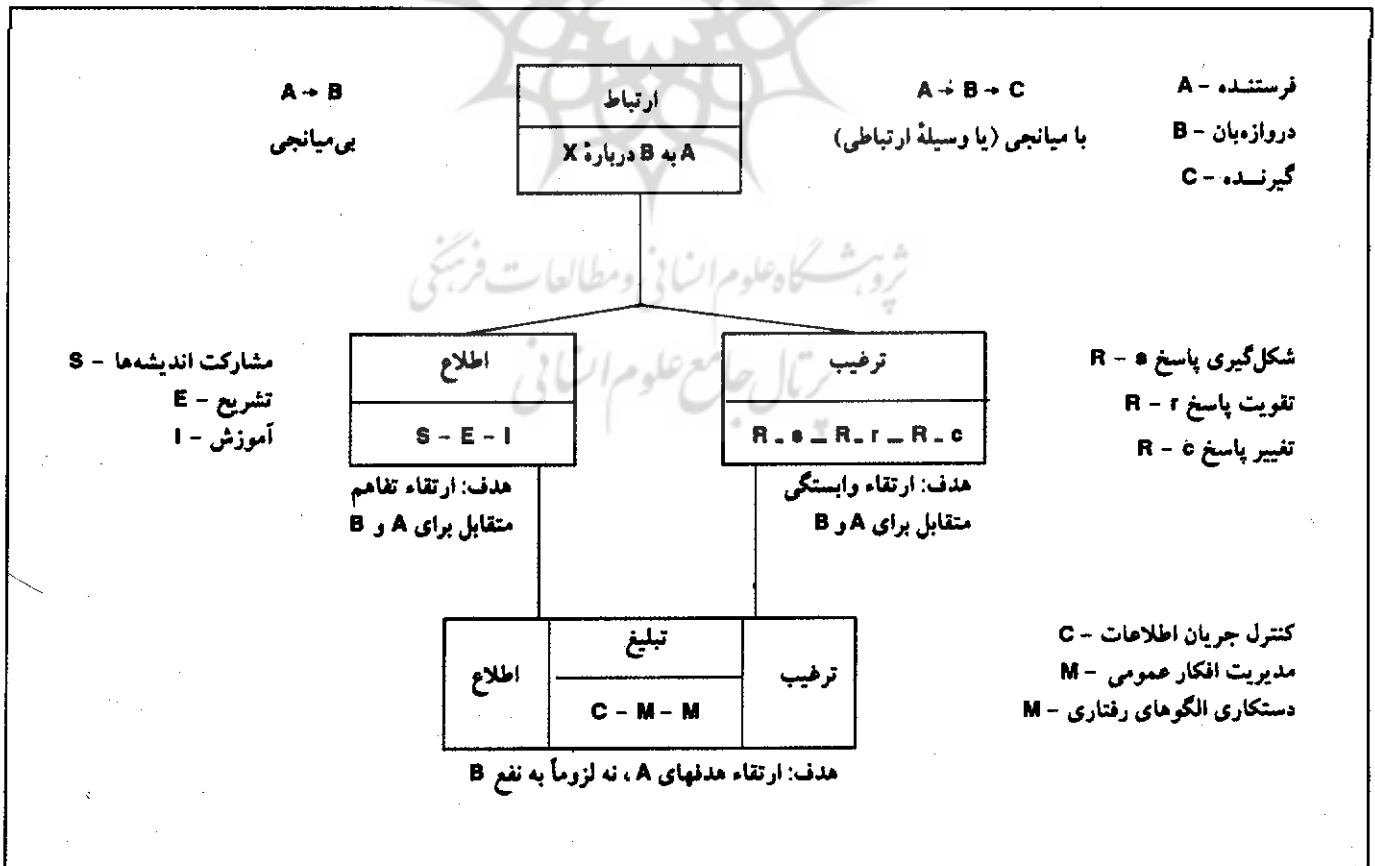 فرستنده - A
دروازه‌بان - B
گیرنده - C
A → B → C
با میانجی (یا وسیلهٔ ارتباطی)
ارتباط
A به B دربارهٔ X
A → B
بی‌میانجی
پژوهشگاه علوم انسانی و مطالعات فرهنگی
پرتال جامع علوم انسانی
شکل‌گیری پاسخ R - s
تقویت پاسخ R - r
تغییر پاسخ R - c
ترغیب
R - s _ R - r _ R - c
هدف: ارتقاء وابستگی
متقابل برای A و B
اطلاع
S - E - I
هدف: ارتقاء تفاهم
متقابل برای A و B
مشارکت اندیشه‌ها - S
تشریح - E
آموزش - I
کنترل جریان اطلاعات - C
مدیریت افکار عمومی - M
دستکاری الگوهای رفتاری - M
ترغیب
تبلیغ
C - M - M
اطلاع
هدف: ارتقاء هدفهای A، نه لزوماً به نفع B